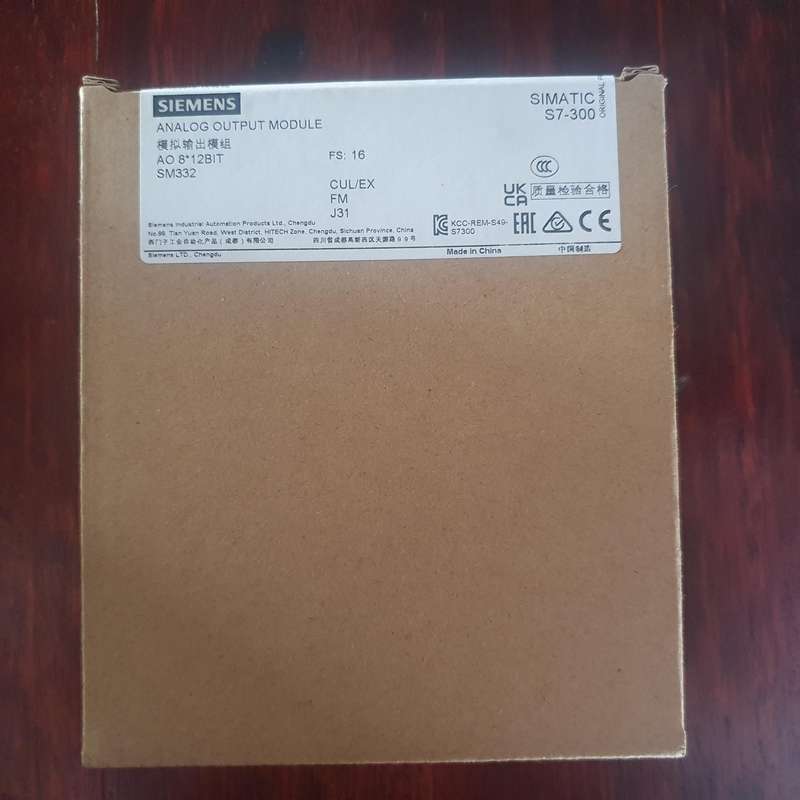 SIEMENS
SIMATIC
S7-300
ORIGINAL
ANALOG OUTPUT MODULE
模拟输出模组
AO 8*12BIT
SM332
FS: 16
CUL/EX
FM
J31
CCC
UK
CA
质量检验合格
KCC-REM-S49-
S7300
EAC
CE
Siemens Industrial Automation Products Ltd., Chengdu
No.99, Tian Yuan Road, West District, HITECH Zone, Chengdu, Sichuan Province, China
西门子工业自动化产品(成都)有限公司
四川省成都高新西区天源路99号
Siemens LTD., Chengdu
Made in China
中国制造